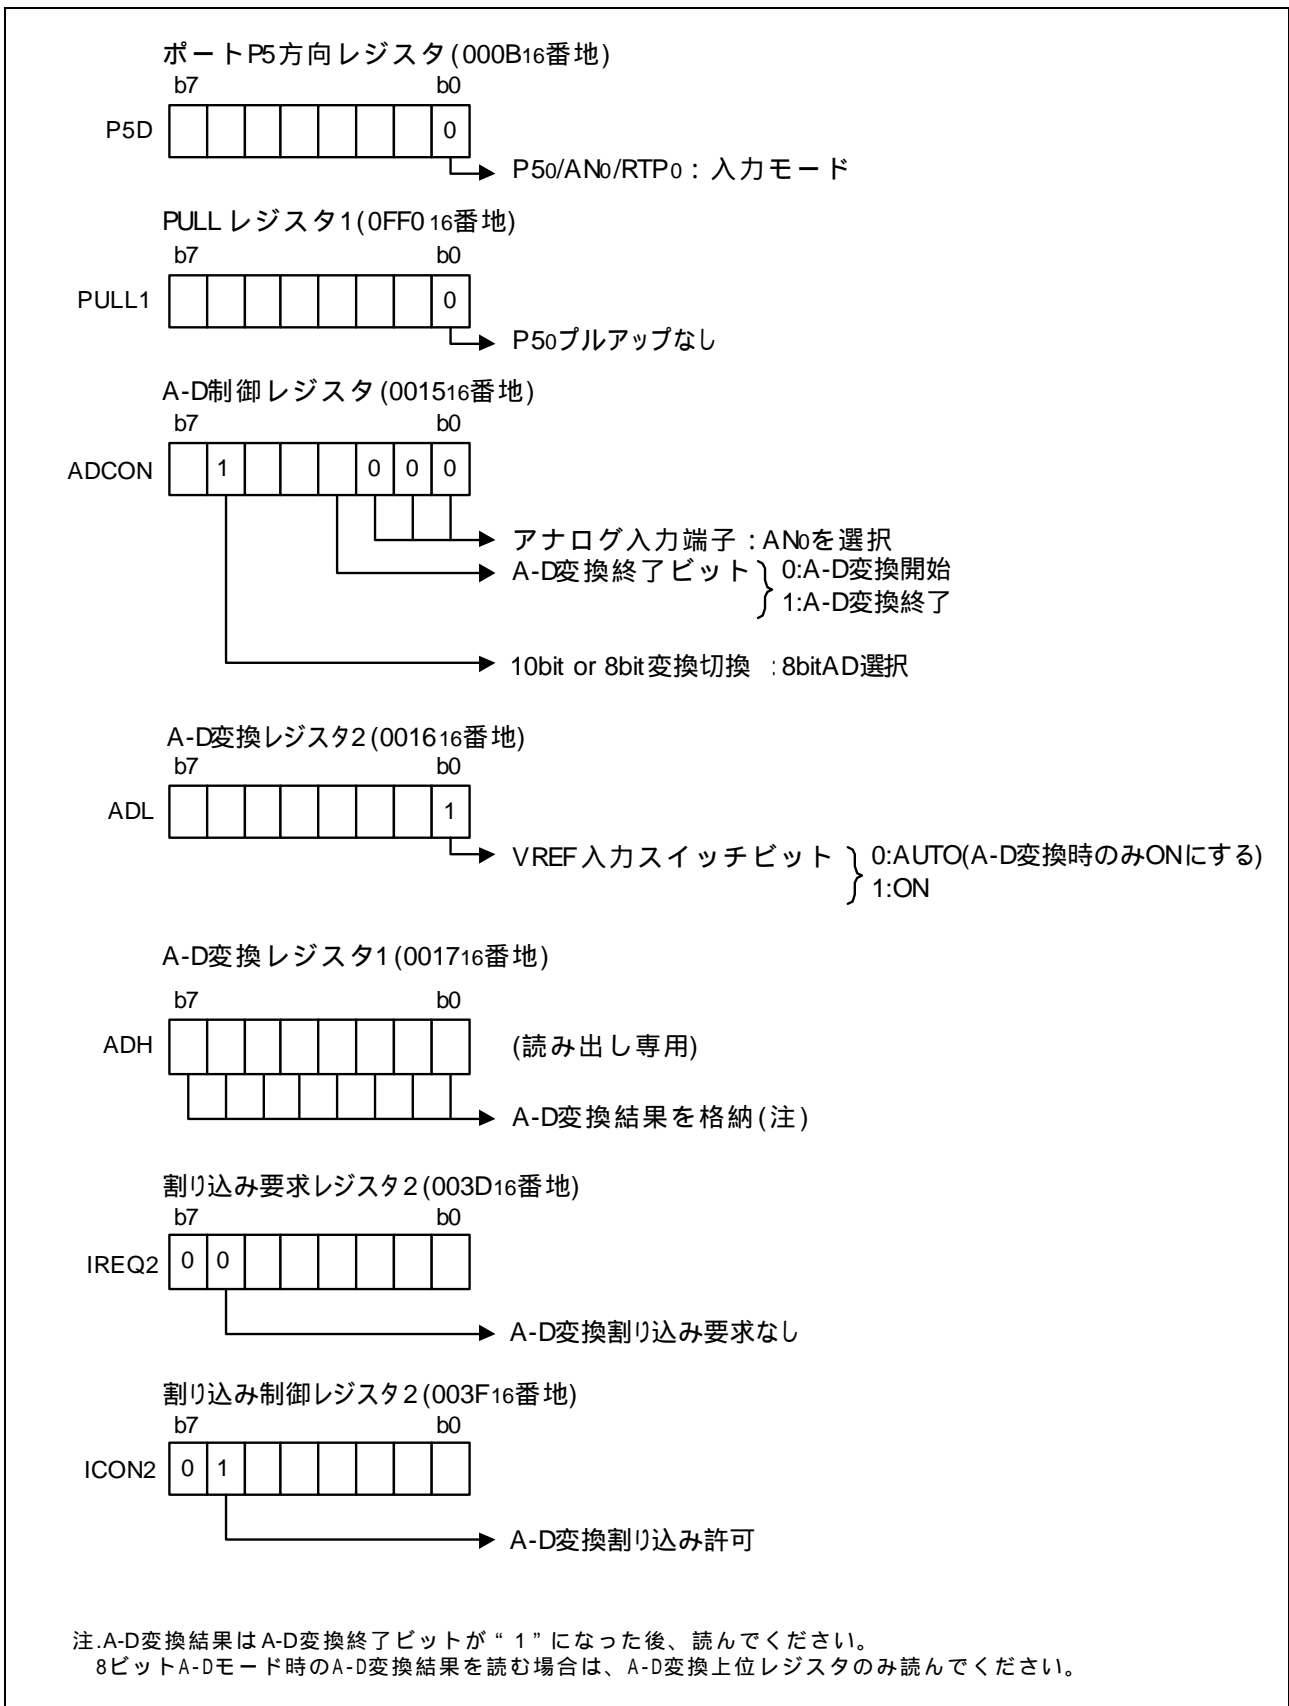 ポートP5方向レジスタ(000B16番地)
b7 b0
P5D 0
P50/AN0/RTP0 : 入力モード
PULLレジスタ1(0FF016番地)
b7 b0
PULL1 0
P50プルアップなし
A-D制御レジスタ(001516番地)
b7 b0
ADCON 1 0 0 0
アナログ入力端子 : AN0を選択
A-D変換終了ビット 0:A-D変換開始
1:A-D変換終了
10bit or 8bit変換切換 : 8bitAD選択
A-D変換レジスタ2(001616番地)
b7 b0
ADL 1
VREF入力スイッチビット 0:AUTO(A-D変換時のみONにする)
1:ON
A-D変換レジスタ1(001716番地)
b7 b0
ADH (読み出し専用)
A-D変換結果を格納(注)
割り込み要求レジスタ2(003D16番地)
b7 b0
IREQ2 0 0
A-D変換割り込み要求なし
割り込み制御レジスタ2(003F16番地)
b7 b0
ICON2 0 1
A-D変換割り込み許可
注.A-D変換結果はA-D変換終了ビットが“1”になった後、読んでください。
8ビットA-Dモード時のA-D変換結果を読む場合は、A-D変換上位レジスタのみ読んでください。